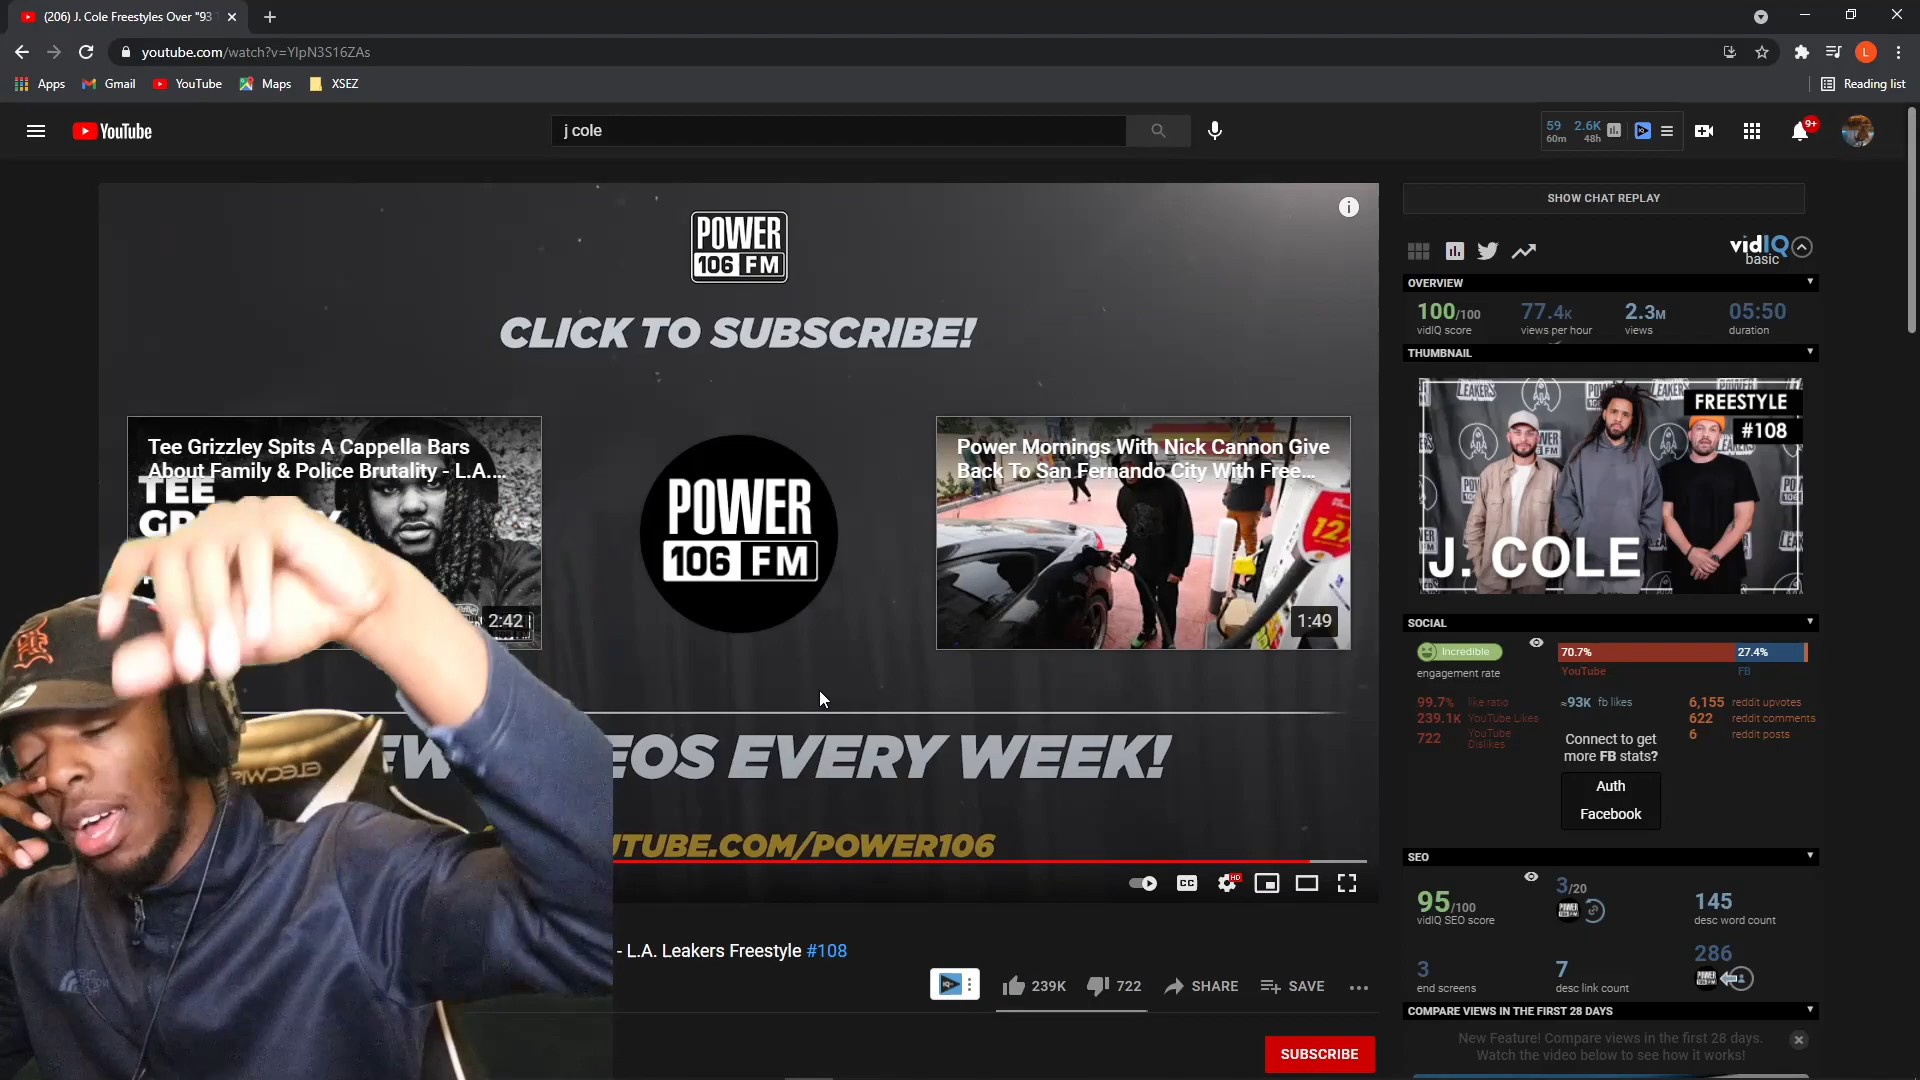 (206) J. Cole Freestyles Over "93
youtube.com/watch?v=YIpN3S16ZAs
Apps
Gmail
YouTube
Maps
XSEZ
Reading list
YouTube
j cole
59
60m
2.6K
48h
9+
L
POWER
106 FM
CLICK TO SUBSCRIBE!
Tee Grizzley Spits A Cappella Bars
About Family & Police Brutality - L.A....
TEE
2:42
POWER
106 FM
Power Mornings With Nick Cannon Give
Back To San Fernando City With Free...
1:49
EOS EVERY WEEK!
UTUBE.COM/POWER106
CC
HD
- L.A. Leakers Freestyle #108
239K
722
SHARE
SAVE
SUBSCRIBE
SHOW CHAT REPLAY
vidIQ
basic
OVERVIEW
100/100
vidIQ score
77.4K
views per hour
2.3M
views
05:50
duration
THUMBNAIL
FREESTYLE
#108
J. COLE
SOCIAL
Incredible
engagement rate
70.7%
YouTube
27.4%
FB
99.7% like ratio
239.1K YouTube Likes
722 YouTube Dislikes
≈93K fb likes
Connect to get
more FB stats?
Auth
Facebook
6,155 reddit upvotes
622 reddit comments
6 reddit posts
SEO
95/100
vidIQ SEO score
3/20
145
desc word count
3
end screens
7
desc link count
286
COMPARE VIEWS IN THE FIRST 28 DAYS
New Feature! Compare views in the first 28 days.
Watch the video below to see how it works!